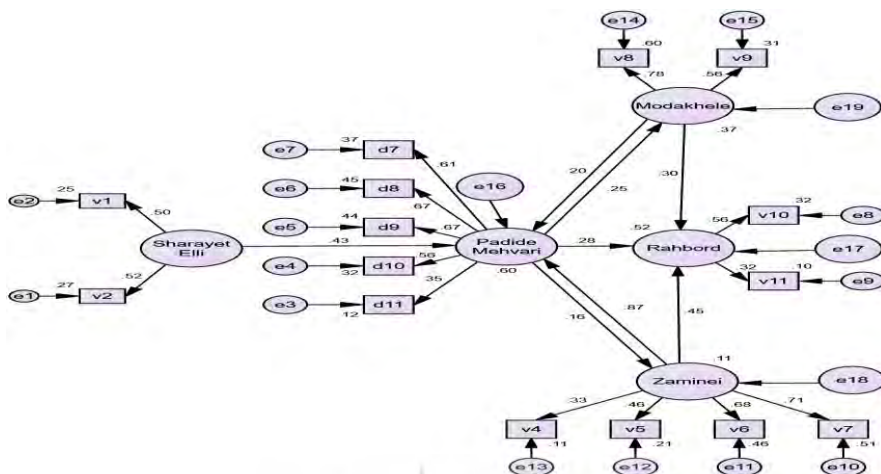 e14
e15
.60
.31
v8
v9
.78
.56
Modakhele
e19
.37
e7
.37
d7
.61
e6
.45
d8
.67
e16
.20
.25
.30
e2
.25
v1
.50
e5
.44
d9
.67
Sharayet
Elli
.43
Padide
Mehvari
.60
.28
.52
Rahbord
.56
v10
.32
e8
e17
e4
.32
d10
.56
.32
v11
.10
e9
e1
.27
v2
.52
e3
.12
d11
.35
.16
.87
.45
.11
Zaminei
e18
.33
.46
.68
.71
v4
v5
v6
v7
.11
.21
.46
.51
e13
e12
e11
e10